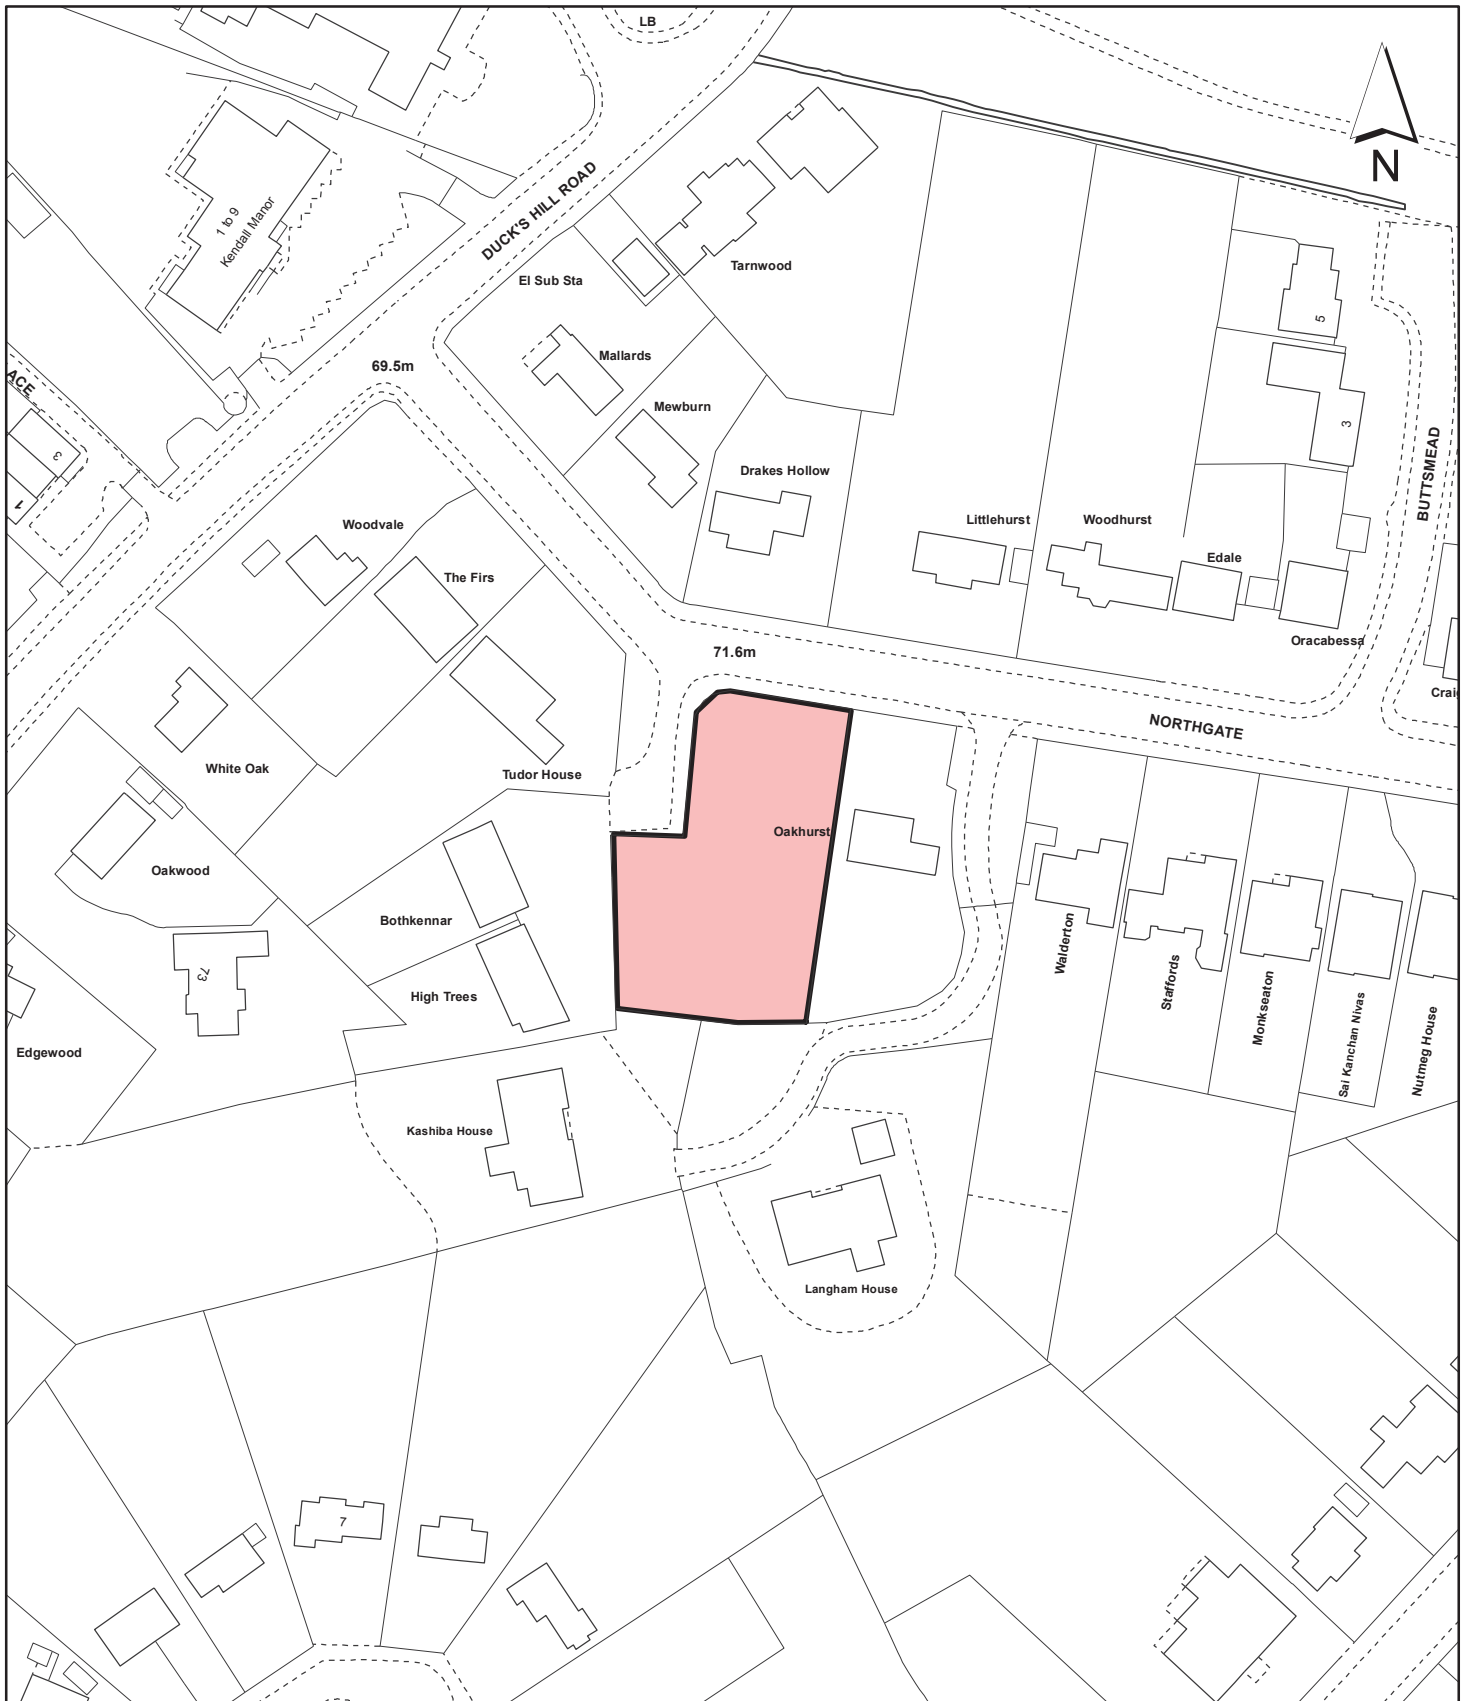 LB
N
1 to 9
Kendall Manor
DUCK'S HILL ROAD
Tarnwood
El Sub Sta
5
Mallards
69.5m
ACE
Mewburn
3
BUTTSMEAD
3
Drakes Hollow
1
Woodvale
Littlehurst
Woodhurst
Edale
The Firs
Oracabessa
71.6m
Craig
NORTHGATE
White Oak
Tudor House
Oakhurst
Oakwood
Bothkennar
Walderton
Staffords
73
High Trees
Monkseaton
Sai Kanchan Nivas
Nutmeg House
Edgewood
Kashiba House
Langham House
7